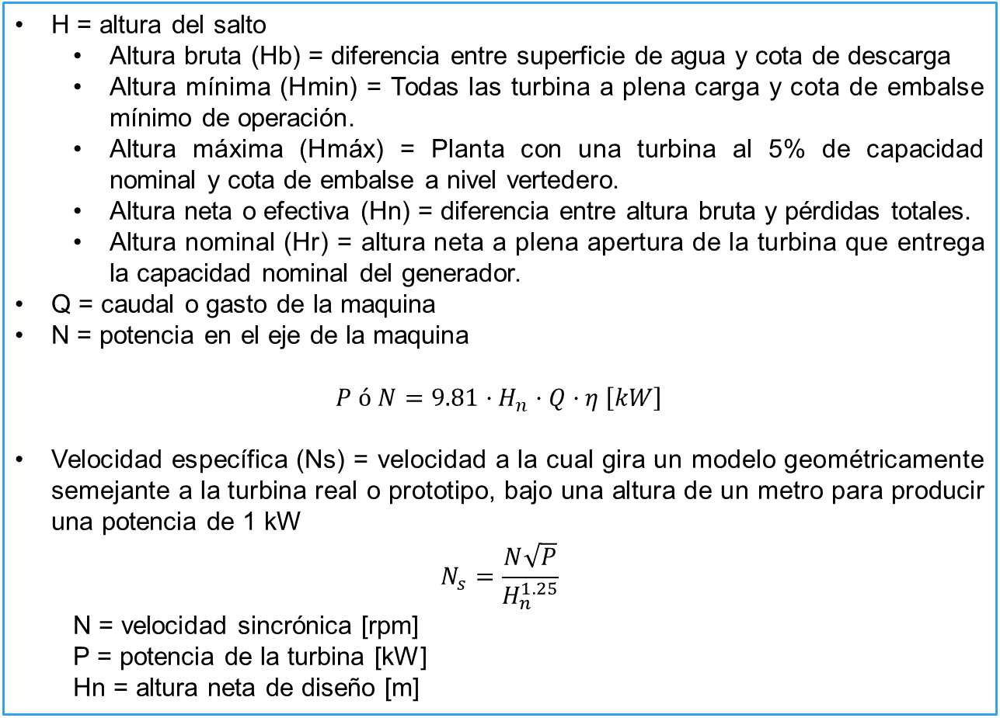 • H = altura del salto
• Altura bruta (Hb) = diferencia entre superficie de agua y cota de descarga
• Altura mínima (Hmin) = Todas las turbina a plena carga y cota de embalse
mínimo de operación.
• Altura máxima (Hmáx) = Planta con una turbina al 5% de capacidad
nominal y cota de embalse a nivel vertedero.
• Altura neta o efectiva (Hn) = diferencia entre altura bruta y pérdidas totales.
• Altura nominal (Hr) = altura neta a plena apertura de la turbina que entrega
la capacidad nominal del generador.
• Q = caudal o gasto de la maquina
• N = potencia en el eje de la maquina
P ó N = 9.81 · H_n · Q · η [kW]
• Velocidad específica (Ns) = velocidad a la cual gira un modelo geométricamente
semejante a la turbina real o prototipo, bajo una altura de un metro para producir
una potencia de 1 kW
N_s = N√P / H_n^1.25
N = velocidad sincrónica [rpm]
P = potencia de la turbina [kW]
Hn = altura neta de diseño [m]